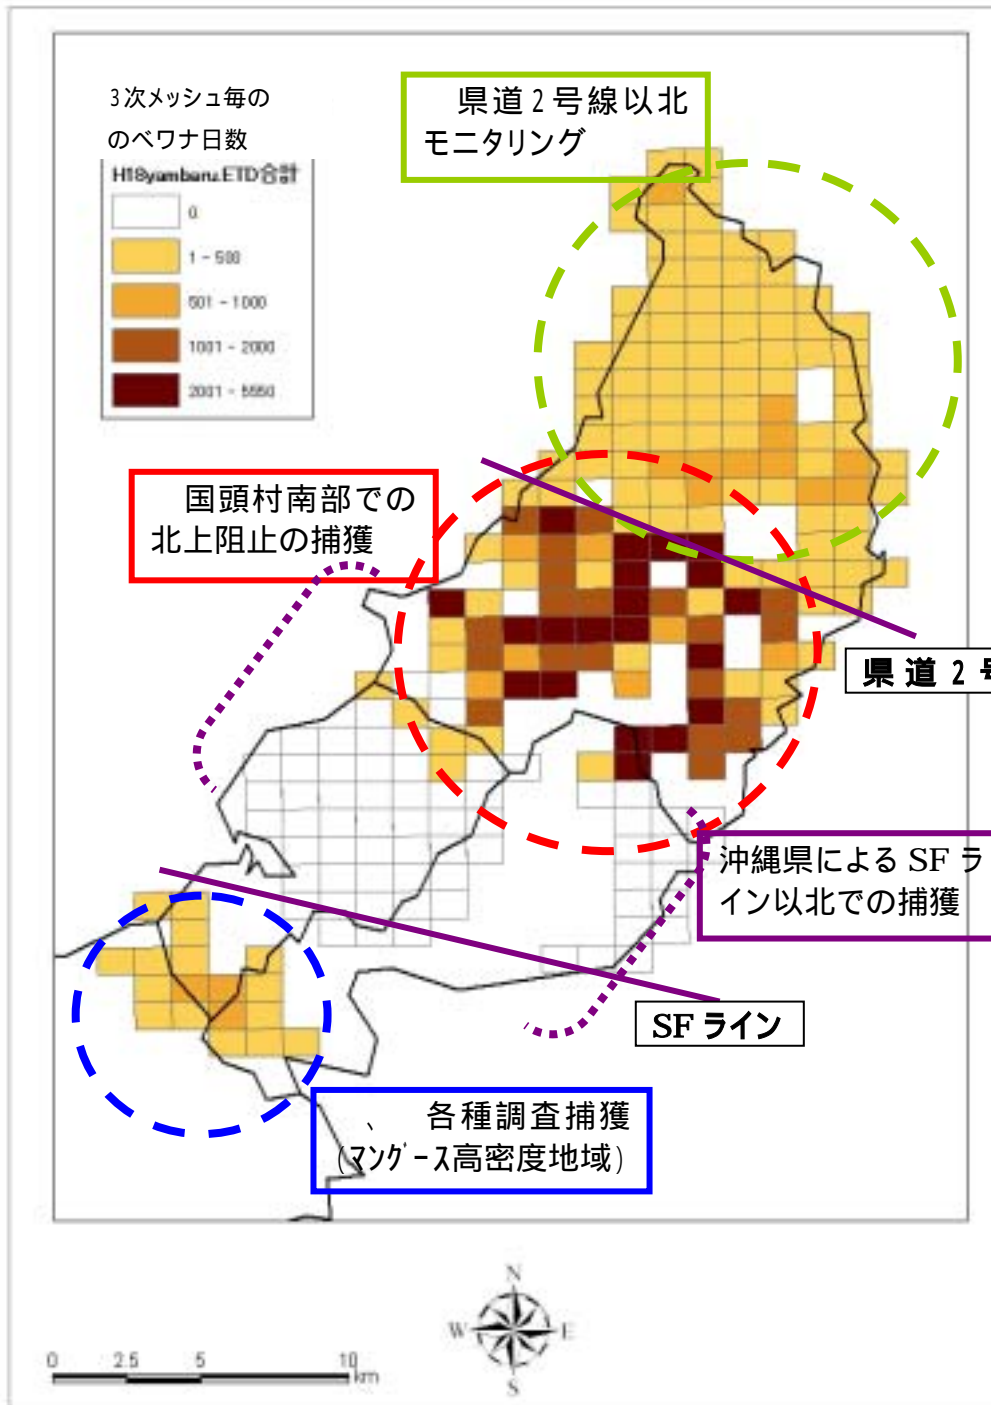 3次メッシュ毎の
のべワナ日数
H18yambaru.ETD合計
0
1 - 500
501 - 1000
1001 - 2000
2001 - 5550
県道2号線以北
モニタリング
国頭村南部での
北上阻止の捕獲
県道2号
沖縄県によるSFラ
イン以北での捕獲
SFライン
、 各種調査捕獲
(マングース高密度地域)
N
W E
S
0 2.5 5 10
km